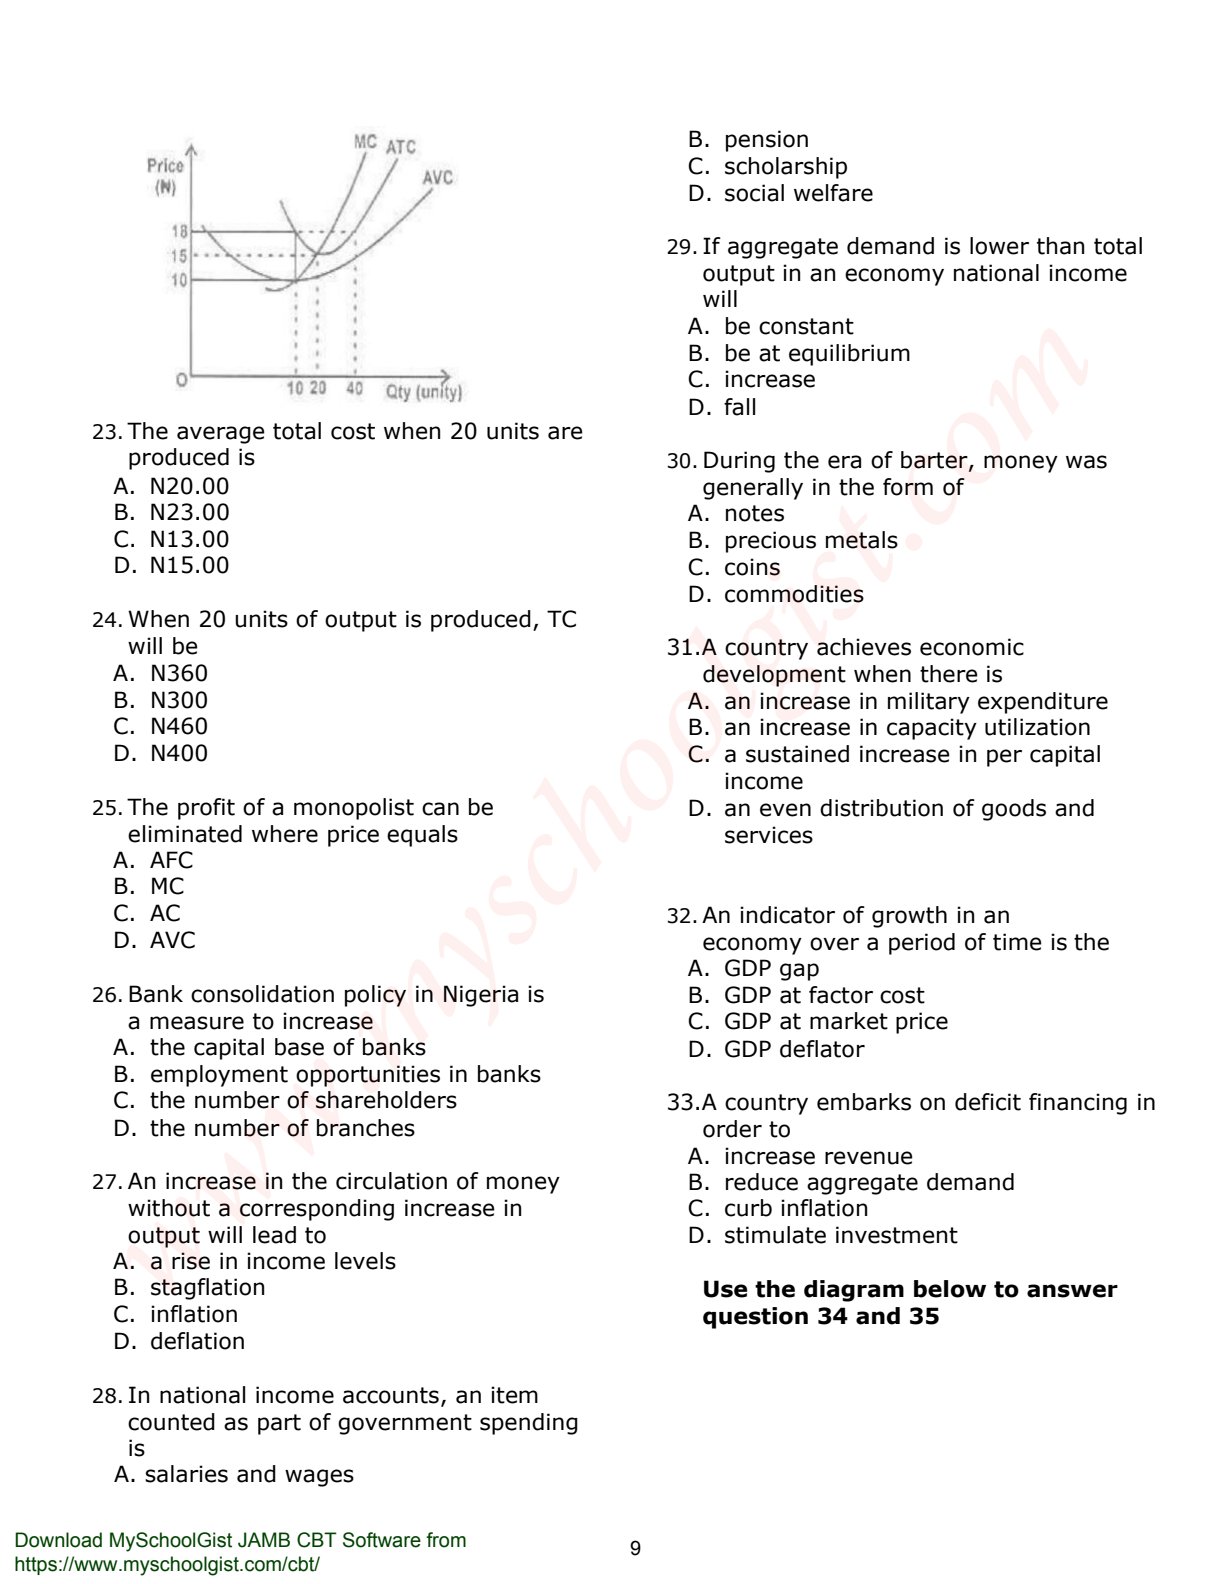 MC ATC
AVC
Price
(N)
18
15
10
O
10 20 40 Qty (unity)
23. The average total cost when 20 units are
produced is
A. N20.00
B. N23.00
C. N13.00
D. N15.00
24. When 20 units of output is produced, TC
will be
A. N360
B. N300
C. N460
D. N400
25. The profit of a monopolist can be
eliminated where price equals
A. AFC
B. MC
C. AC
D. AVC
26. Bank consolidation policy in Nigeria is
a measure to increase
A. the capital base of banks
B. employment opportunities in banks
C. the number of shareholders
D. the number of branches
27. An increase in the circulation of money
without a corresponding increase in
output will lead to
A. a rise in income levels
B. stagflation
C. inflation
D. deflation
28. In national income accounts, an item
counted as part of government spending
is
A. salaries and wages
B. pension
C. scholarship
D. social welfare
29. If aggregate demand is lower than total
output in an economy national income
will
A. be constant
B. be at equilibrium
C. increase
D. fall
30. During the era of barter, money was
generally in the form of
A. notes
B. precious metals
C. coins
D. commodities
31.A country achieves economic
development when there is
A. an increase in military expenditure
B. an increase in capacity utilization
C. a sustained increase in per capital
income
D. an even distribution of goods and
services
32. An indicator of growth in an
economy over a period of time is the
A. GDP gap
B. GDP at factor cost
C. GDP at market price
D. GDP deflator
33.A country embarks on deficit financing in
order to
A. increase revenue
B. reduce aggregate demand
C. curb inflation
D. stimulate investment
Use the diagram below to answer
question 34 and 35
www.myschoolgist.com
Download MySchoolGist JAMB CBT Software from
https://www.myschoolgist.com/cbt/
9